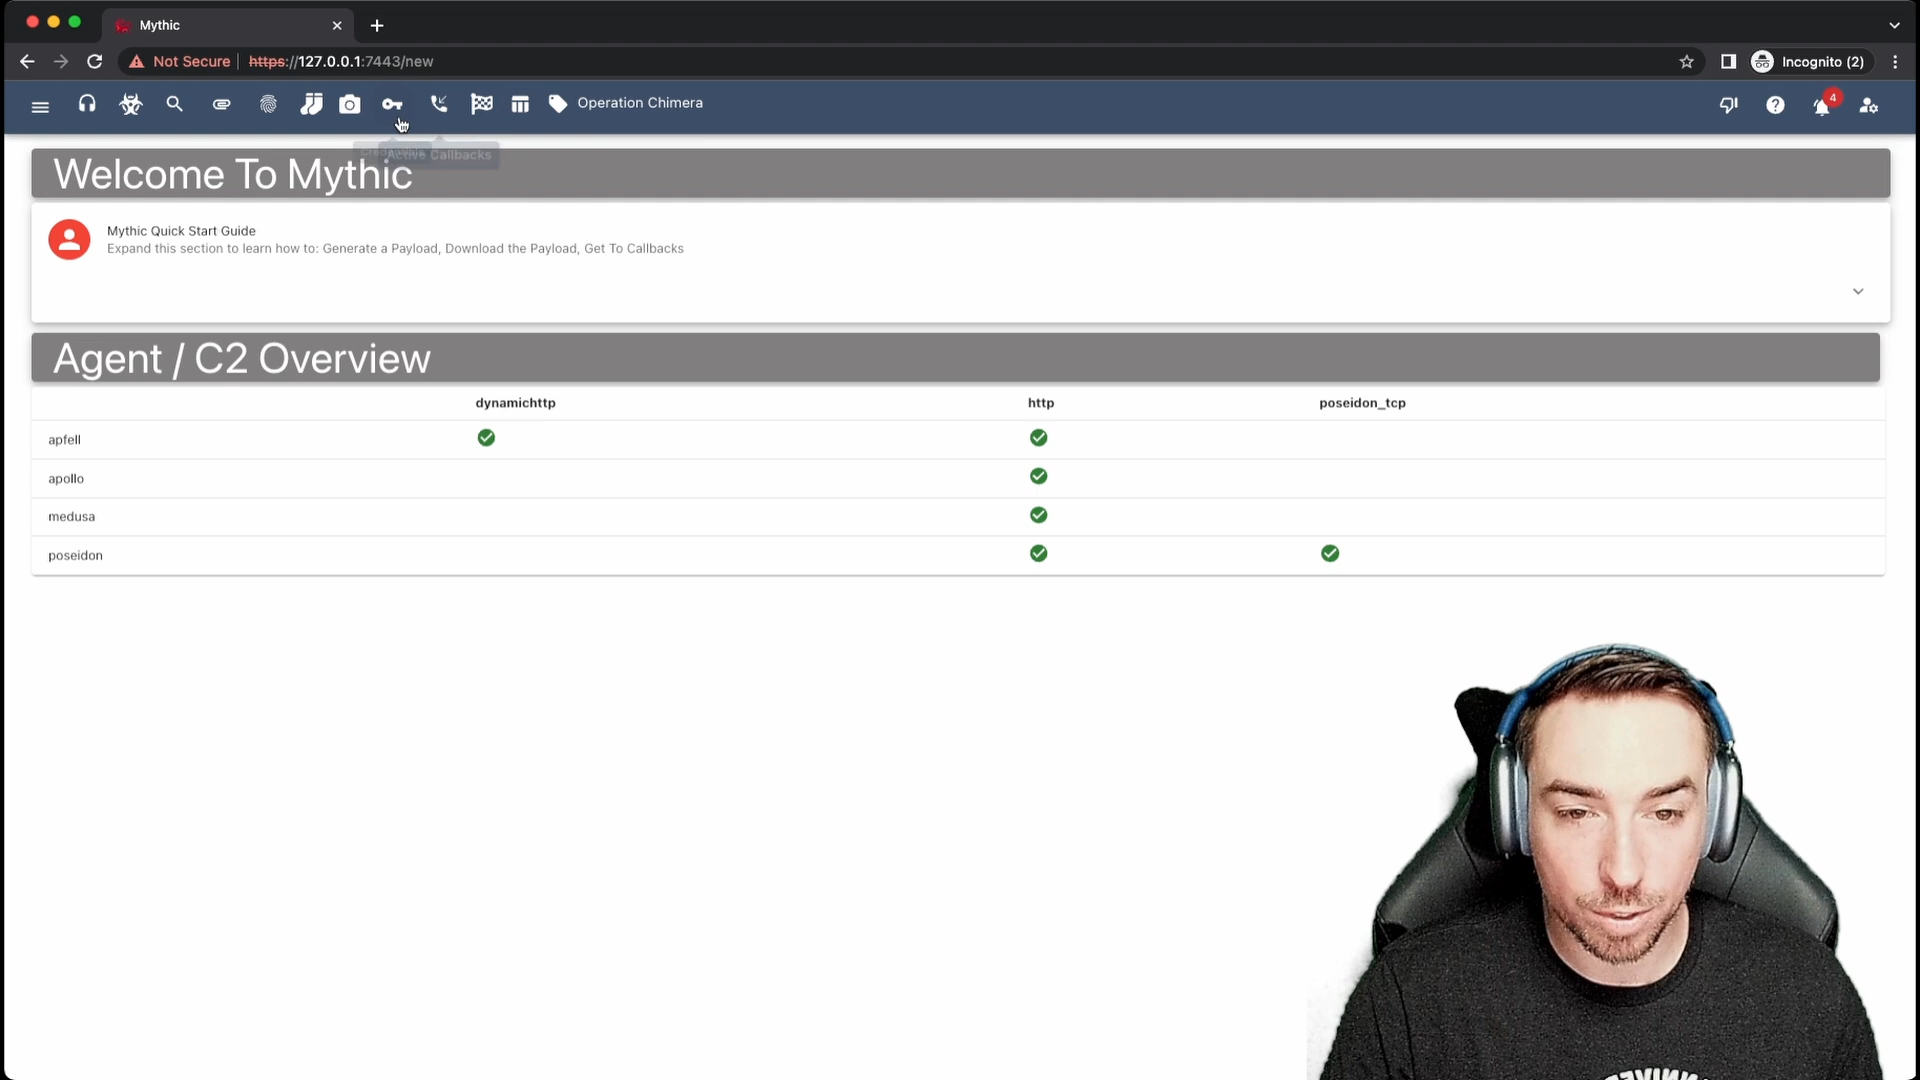 Mythic
Not Secure
https://127.0.0.1:7443/new
Incognito (2)
Operation Chimera
4
Active Callbacks
Welcome To Mythic
Mythic Quick Start Guide
Expand this section to learn how to: Generate a Payload, Download the Payload, Get To Callbacks
Agent / C2 Overview
dynamichttp http poseidon_tcp
apfell
apollo
medusa
poseidon